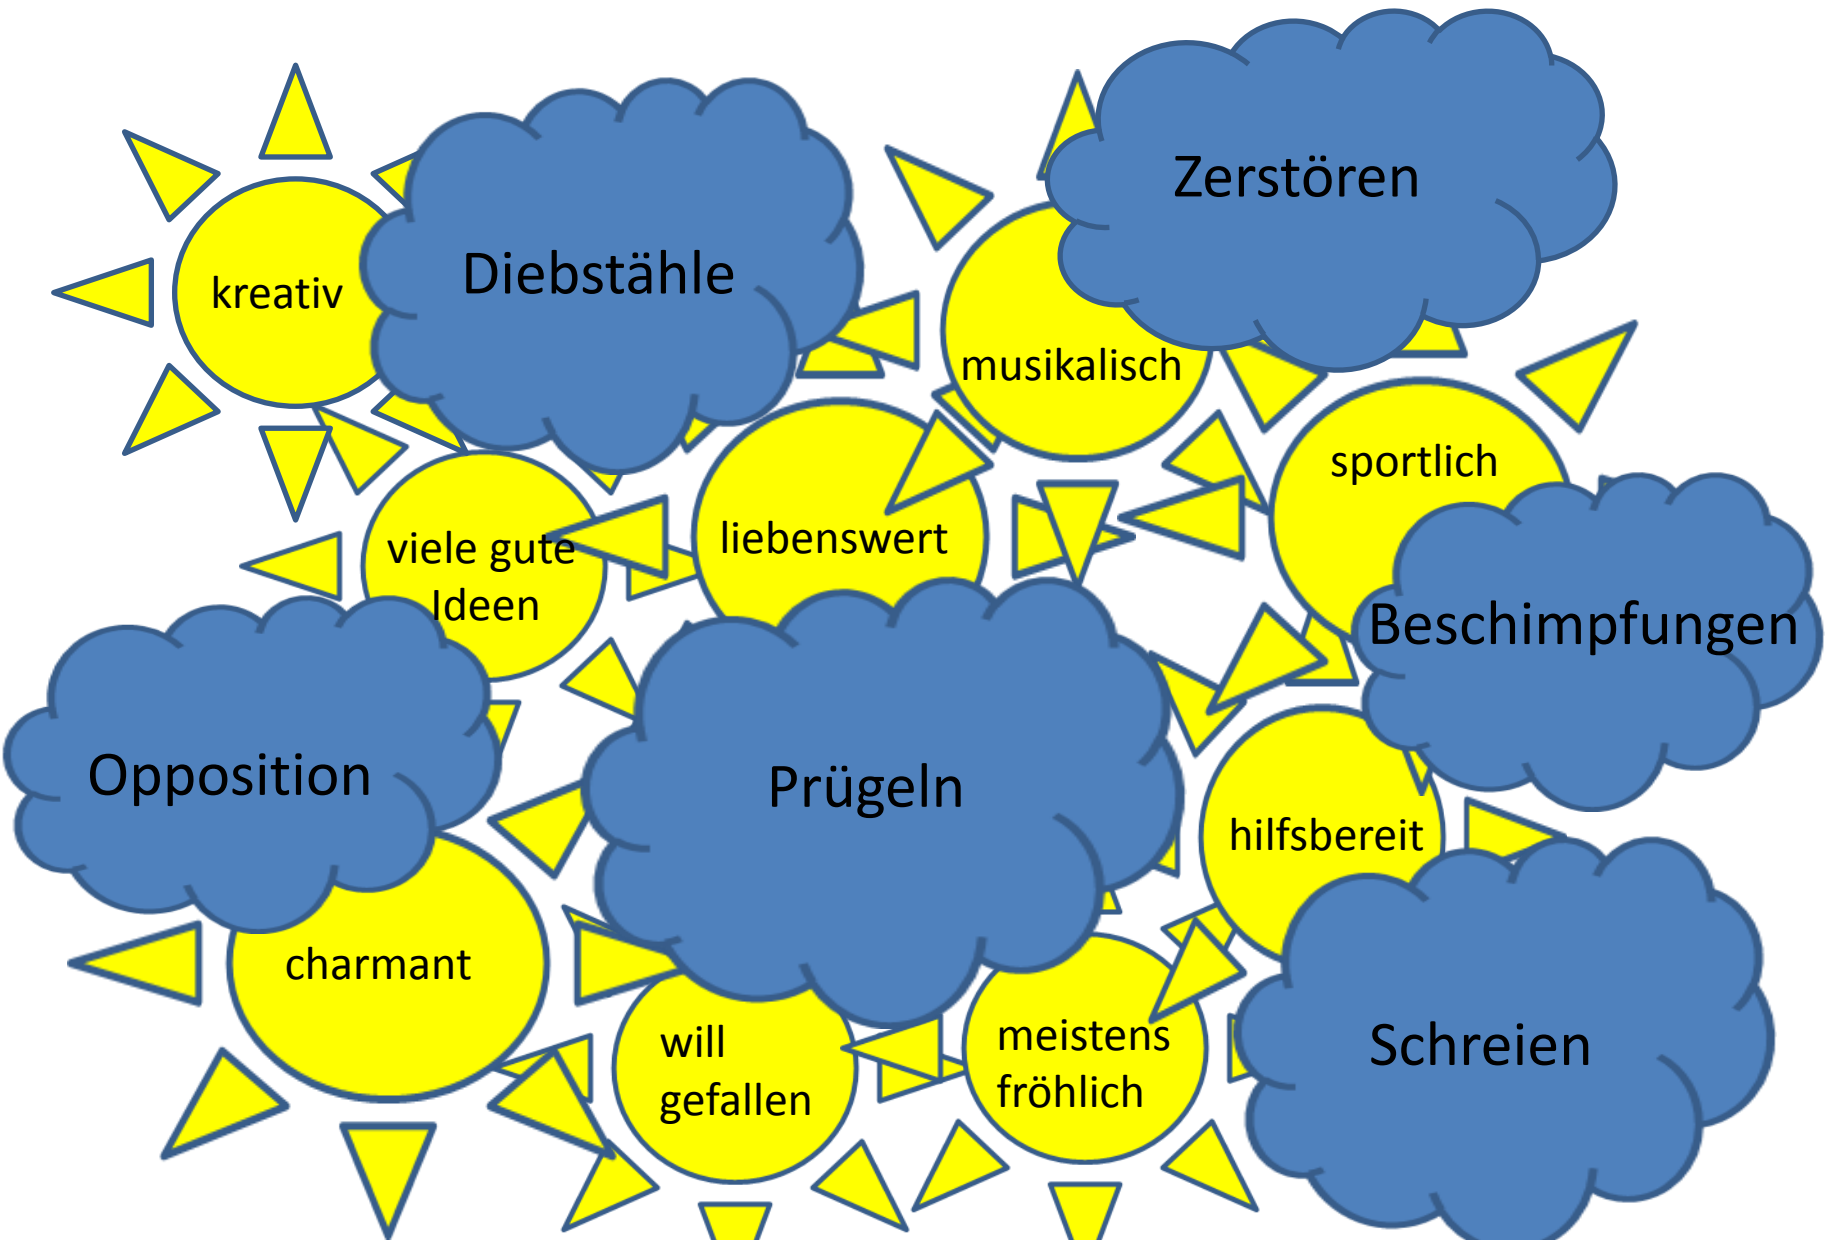 Zerstören
Diebstähle
kreativ
musikalisch
sportlich
liebenswert
viele gute
Ideen
Beschimpfungen
Opposition
Prügeln
hilfsbereit
charmant
will
gefallen
meistens
fröhlich
Schreien